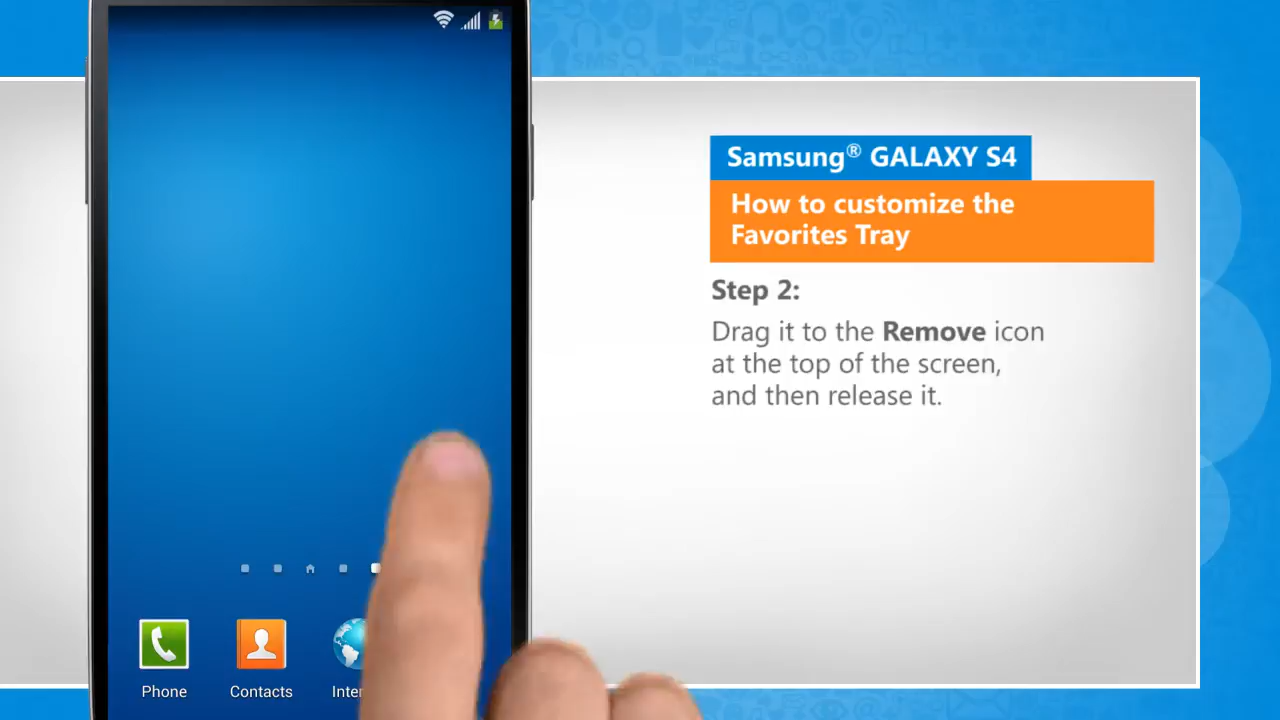 Samsung® GALAXY S4
How to customize the
Favorites Tray
Step 2:
Drag it to the Remove icon
at the top of the screen,
and then release it.
Phone Contacts